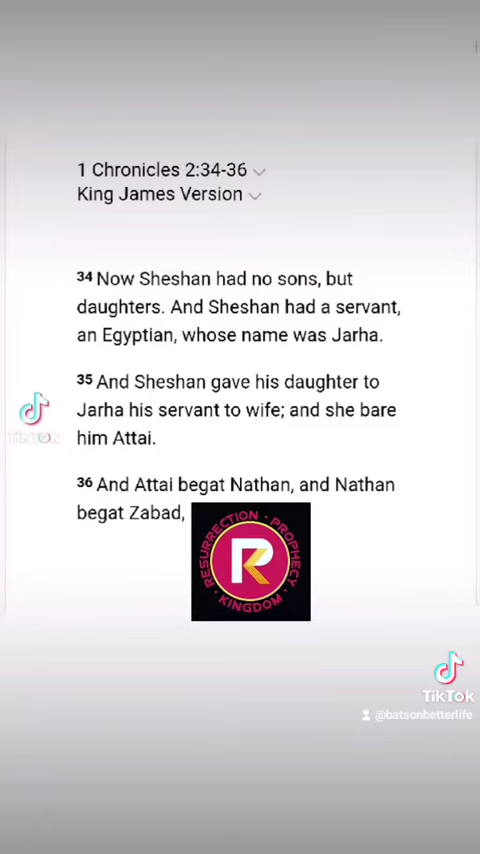 1 Chronicles 2:34-36
King James Version
34 Now Sheshan had no sons, but
daughters. And Sheshan had a servant,
an Egyptian, whose name was Jarha.
35 And Sheshan gave his daughter to
Jarha his servant to wife; and she bare
him Attai.
36 And Attai begat Nathan, and Nathan
begat Zabad,
RESURRECTION · PROPHECY · KINGDOM ·
R
TikTok
TikTok
@batsonbetterlife